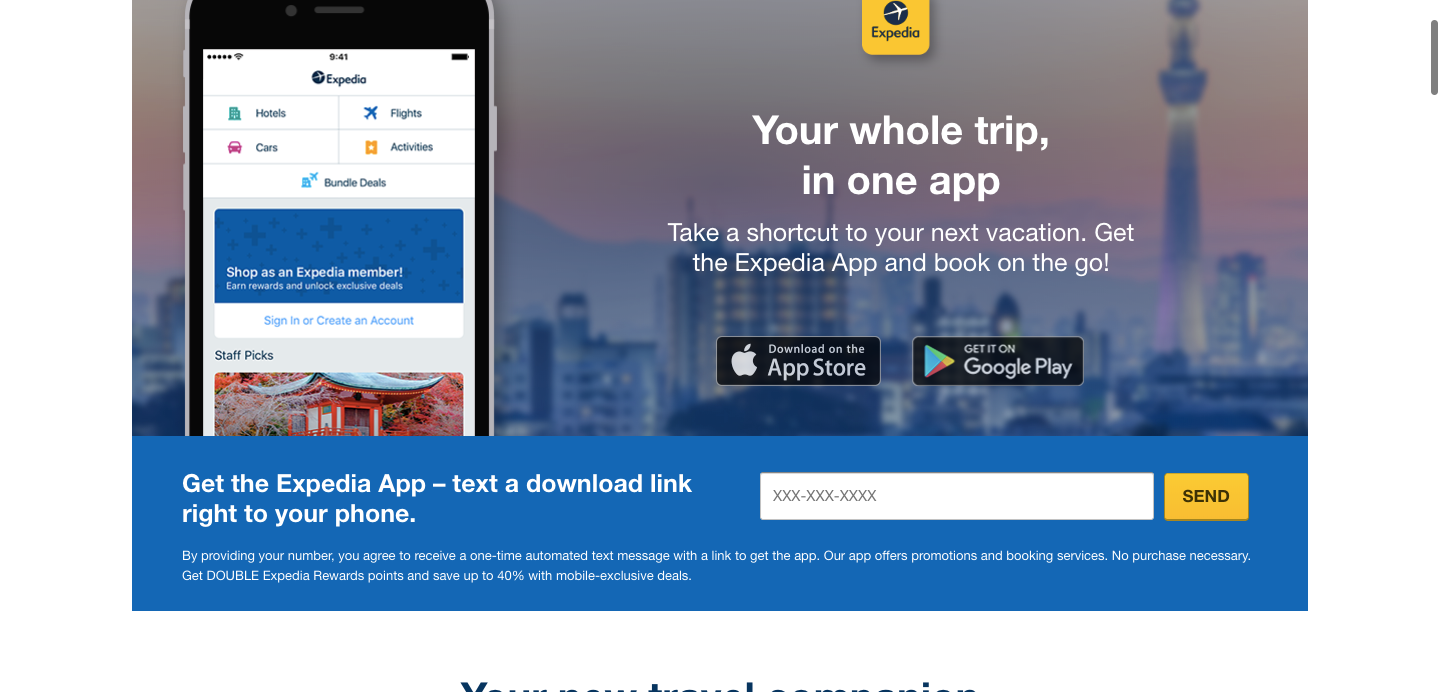 9:41
Expedia
Hotels
Flights
Cars
Activities
Bundle Deals
Shop as an Expedia member!
Earn rewards and unlock exclusive deals
Sign In or Create an Account
Staff Picks
Expedia
Your whole trip,
in one app
Take a shortcut to your next vacation. Get
the Expedia App and book on the go!
Download on the
App Store
GET IT ON
Google Play
Get the Expedia App – text a download link
right to your phone.
XXX-XXX-XXXX
SEND
By providing your number, you agree to receive a one-time automated text message with a link to get the app. Our app offers promotions and booking services. No purchase necessary.
Get DOUBLE Expedia Rewards points and save up to 40% with mobile-exclusive deals.
Your new travel companion